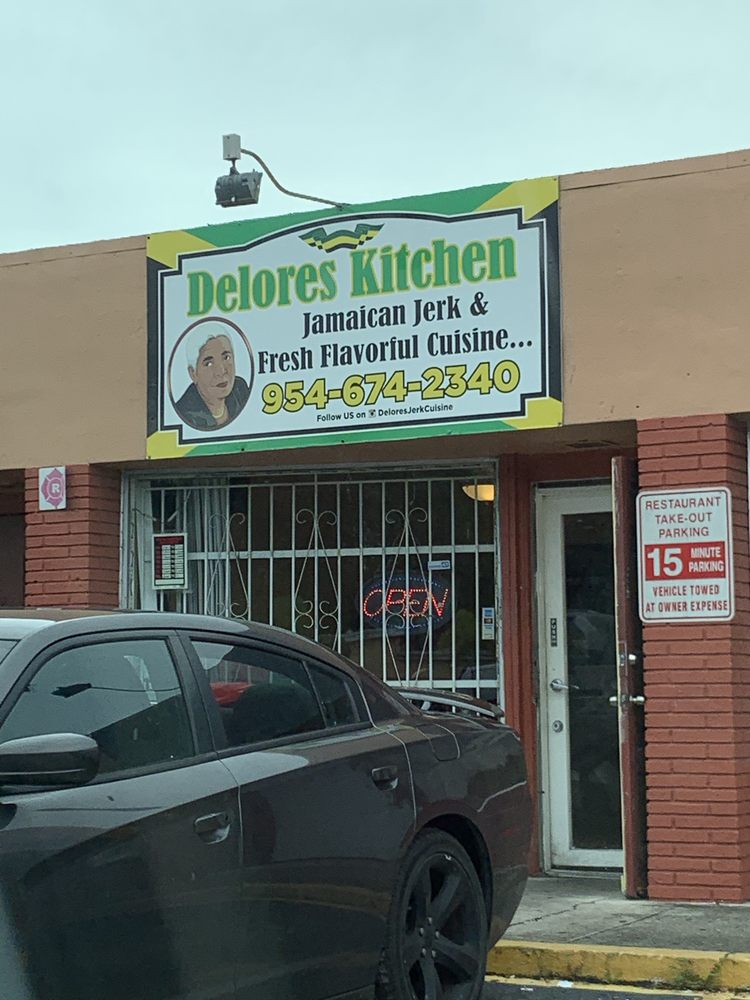 Delores Kitchen
Jamaican Jerk &
Fresh Flavorful Cuisine...
954-674-2340
Follow US on DeloresJerkCuisine
R
OPEN
RESTAURANT
TAKE-OUT
PARKING
15 MINUTE
PARKING
VEHICLE TOWED
AT OWNER EXPENSE